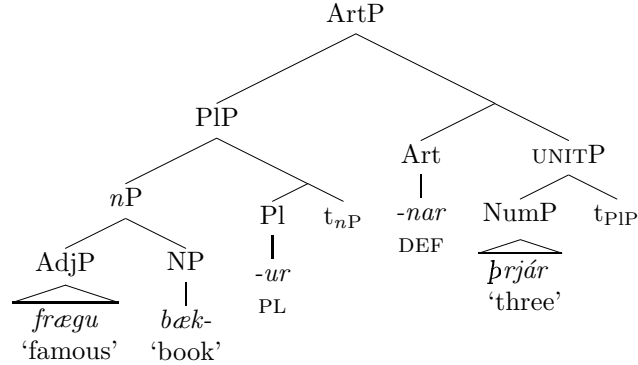 ArtP
PlP
nP
Pl
t_nP
Art
UNITP
-nar
DEF
NumP
t_PlP
AdjP
NP
-ur
PL
þrjár
‘three’
frægu
‘famous’
bæk-
‘book’